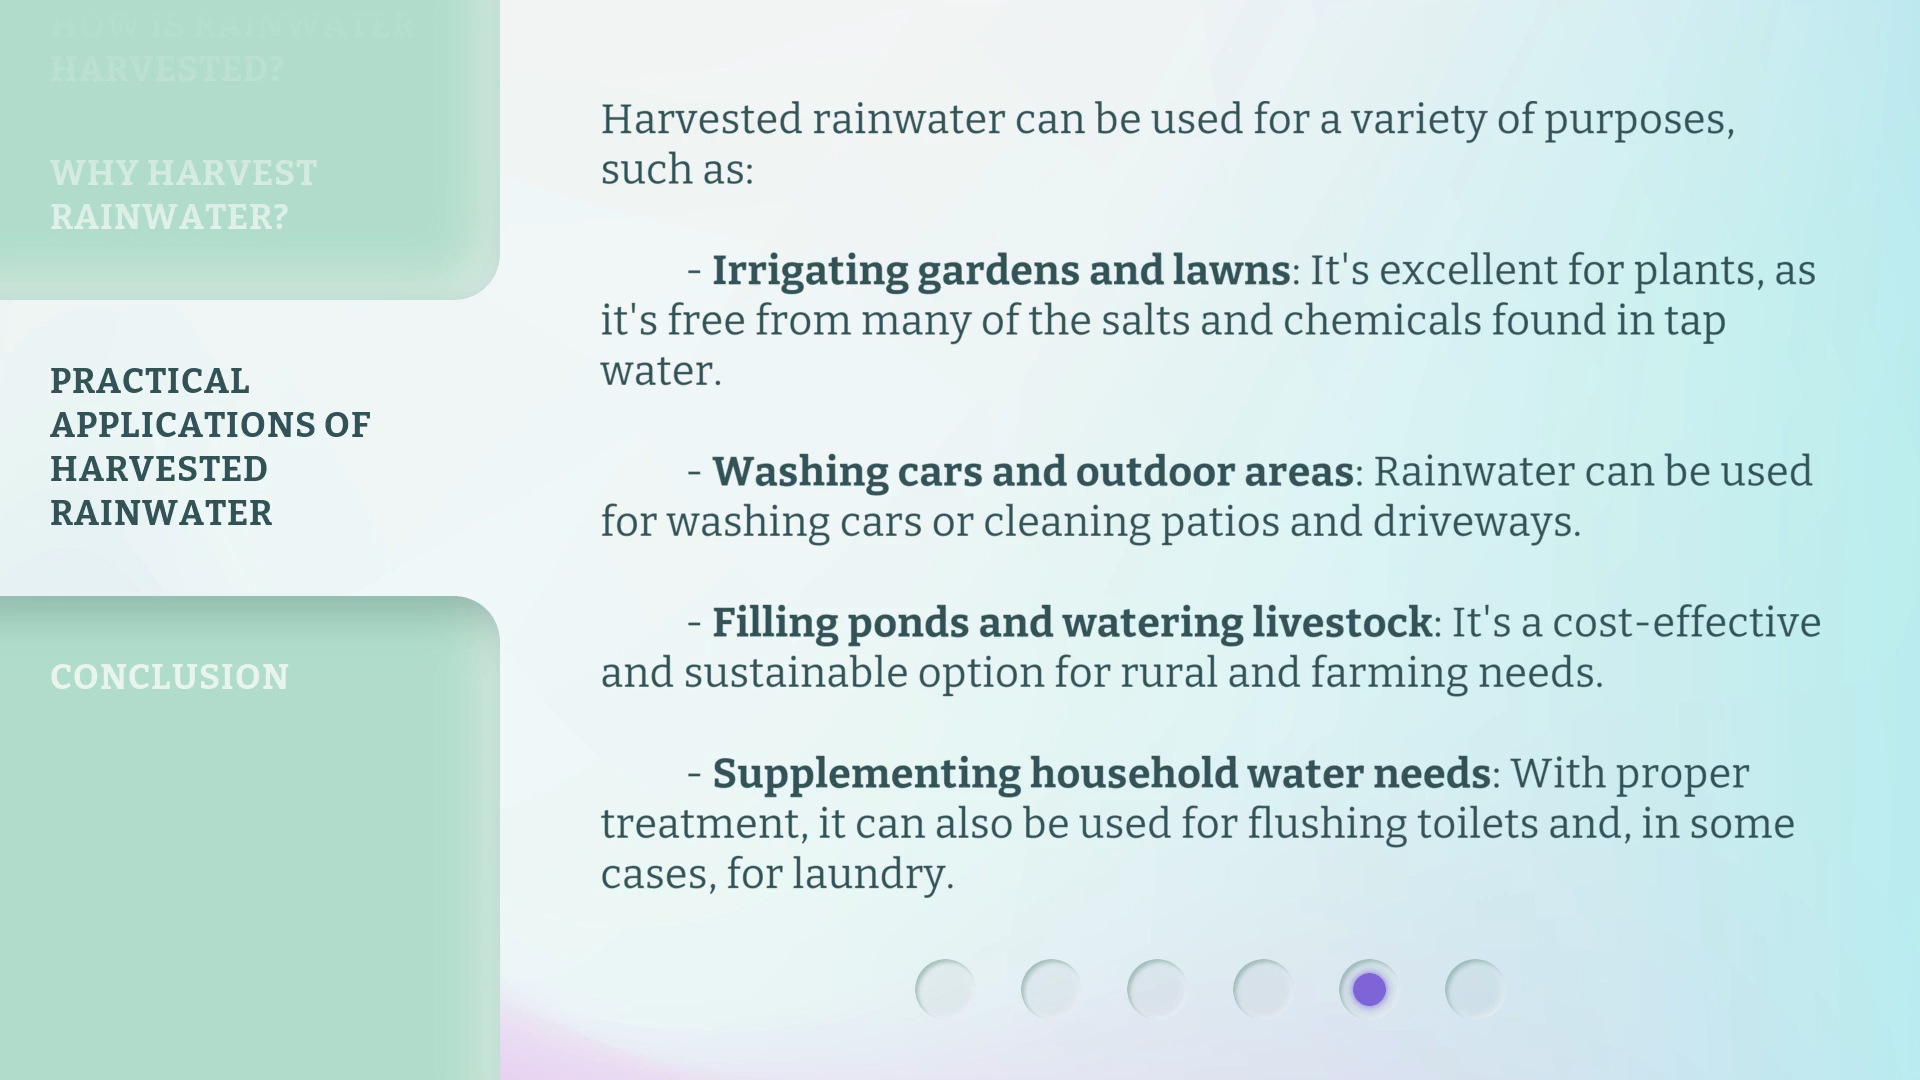 HOW IS RAINWATER
HARVESTED?
WHY HARVEST
RAINWATER?
PRACTICAL
APPLICATIONS OF
HARVESTED
RAINWATER
CONCLUSION
Harvested rainwater can be used for a variety of purposes,
such as:
- Irrigating gardens and lawns: It's excellent for plants, as
it's free from many of the salts and chemicals found in tap
water.
- Washing cars and outdoor areas: Rainwater can be used
for washing cars or cleaning patios and driveways.
- Filling ponds and watering livestock: It's a cost-effective
and sustainable option for rural and farming needs.
- Supplementing household water needs: With proper
treatment, it can also be used for flushing toilets and, in some
cases, for laundry.